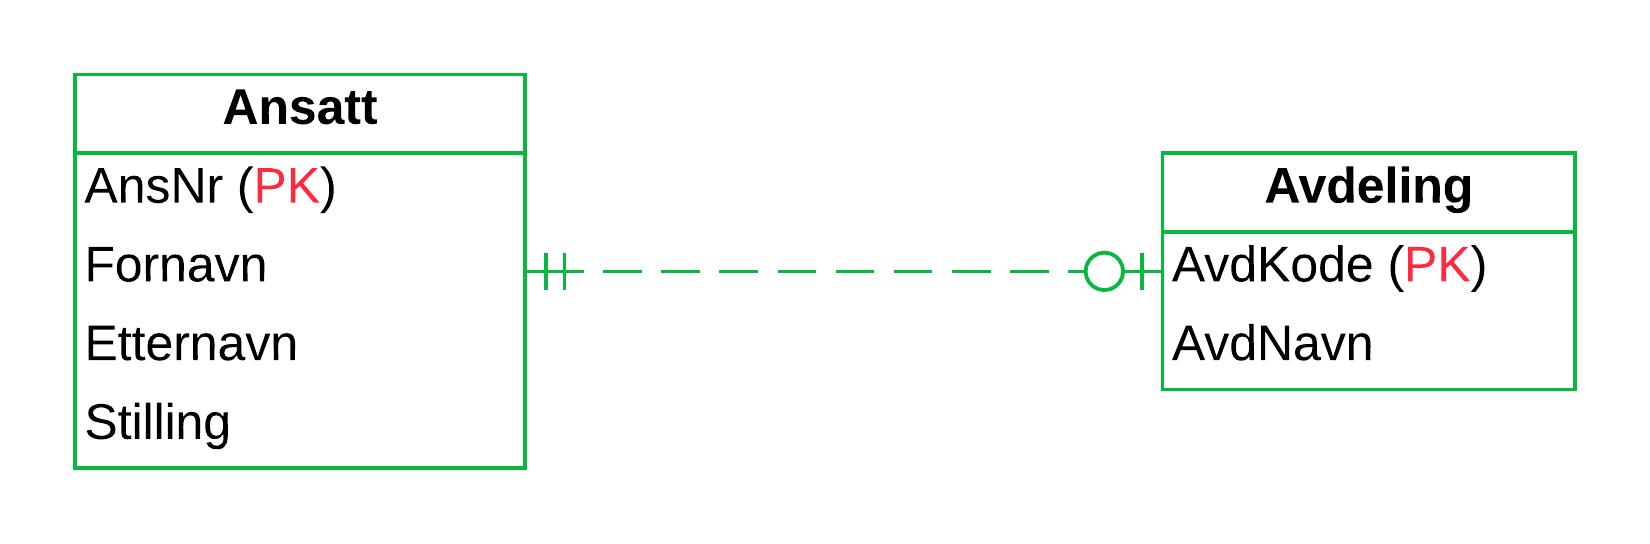 Ansatt
AnsNr (PK)
Fornavn
Etternavn
Stilling
Avdeling
AvdKode (PK)
AvdNavn